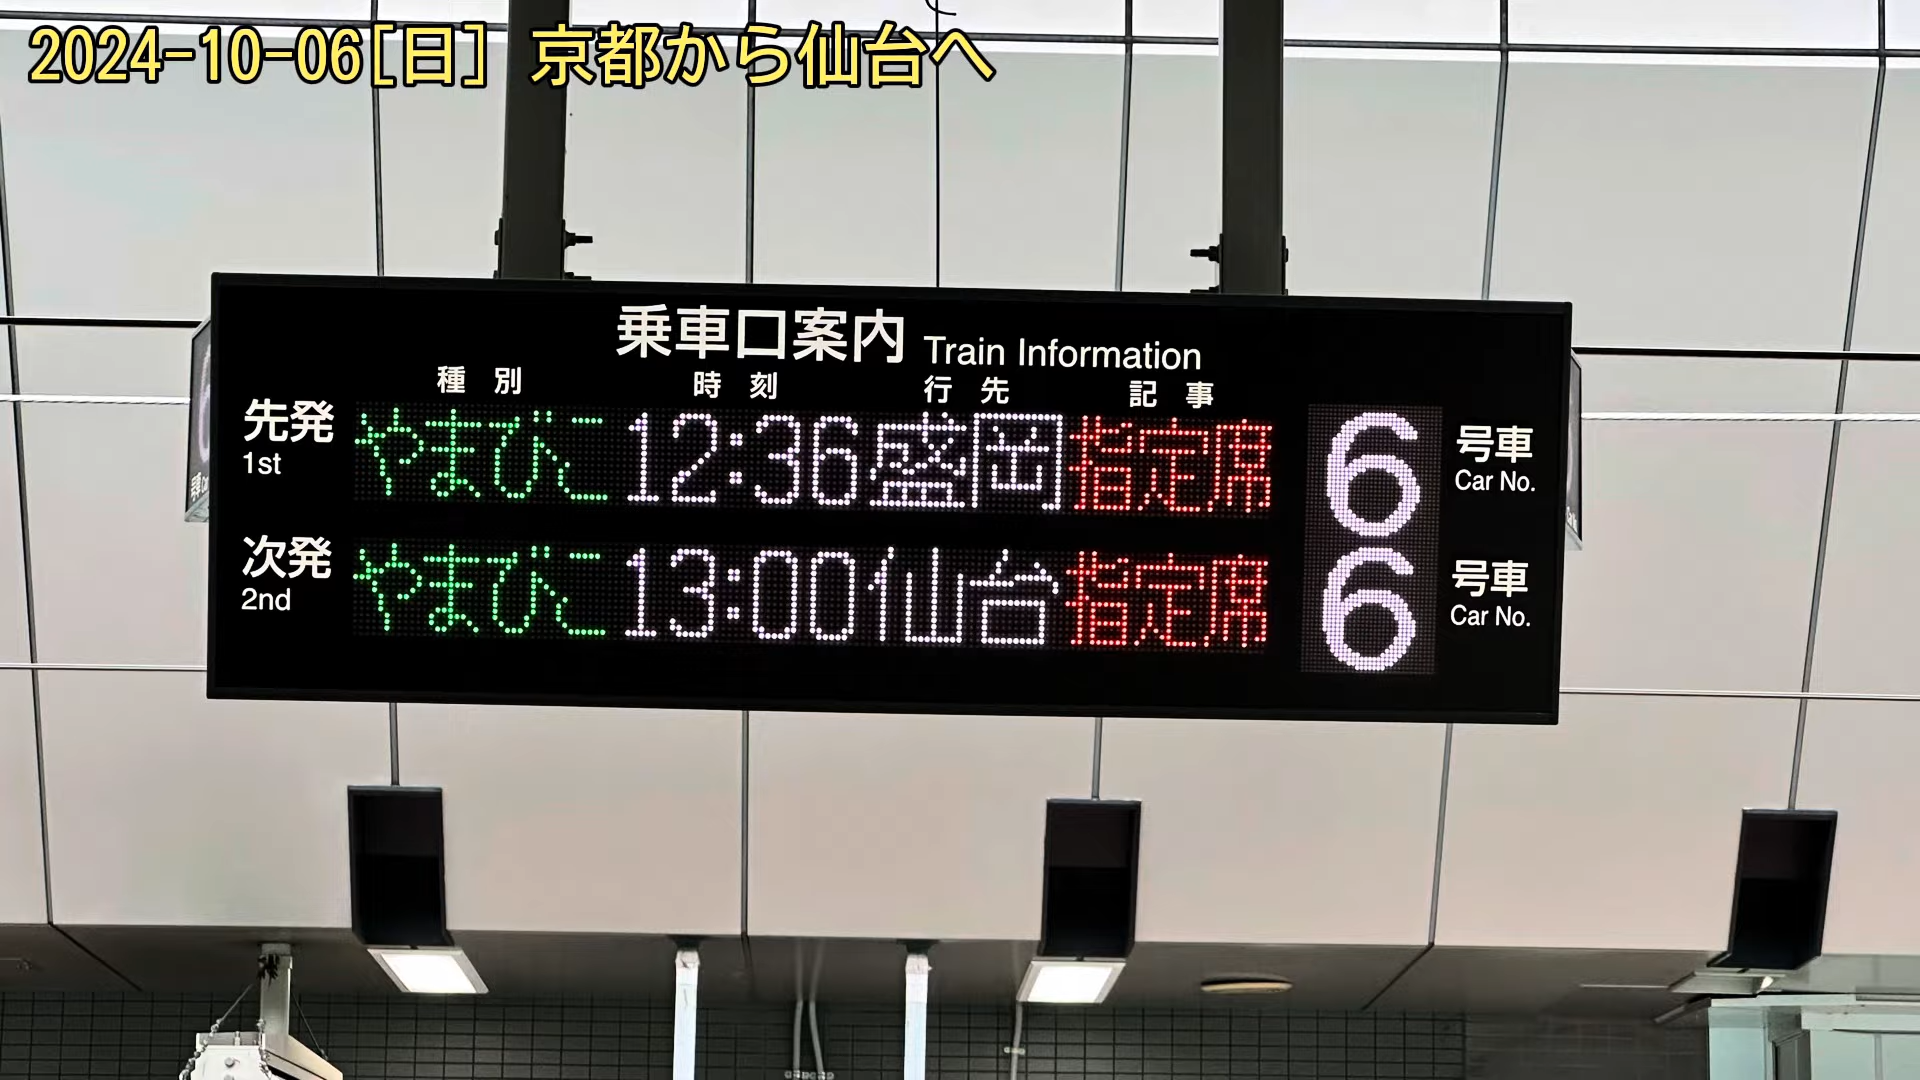 2024-10-06[日] 京都から仙台へ
乗車口案内 Train Information
種別 時刻 行先 記事
先発 やまびこ 12:36 盛岡 指定席 6 号車
1st Car No.
次発 やまびこ 13:00 仙台 指定席 6 号車
2nd Car No.